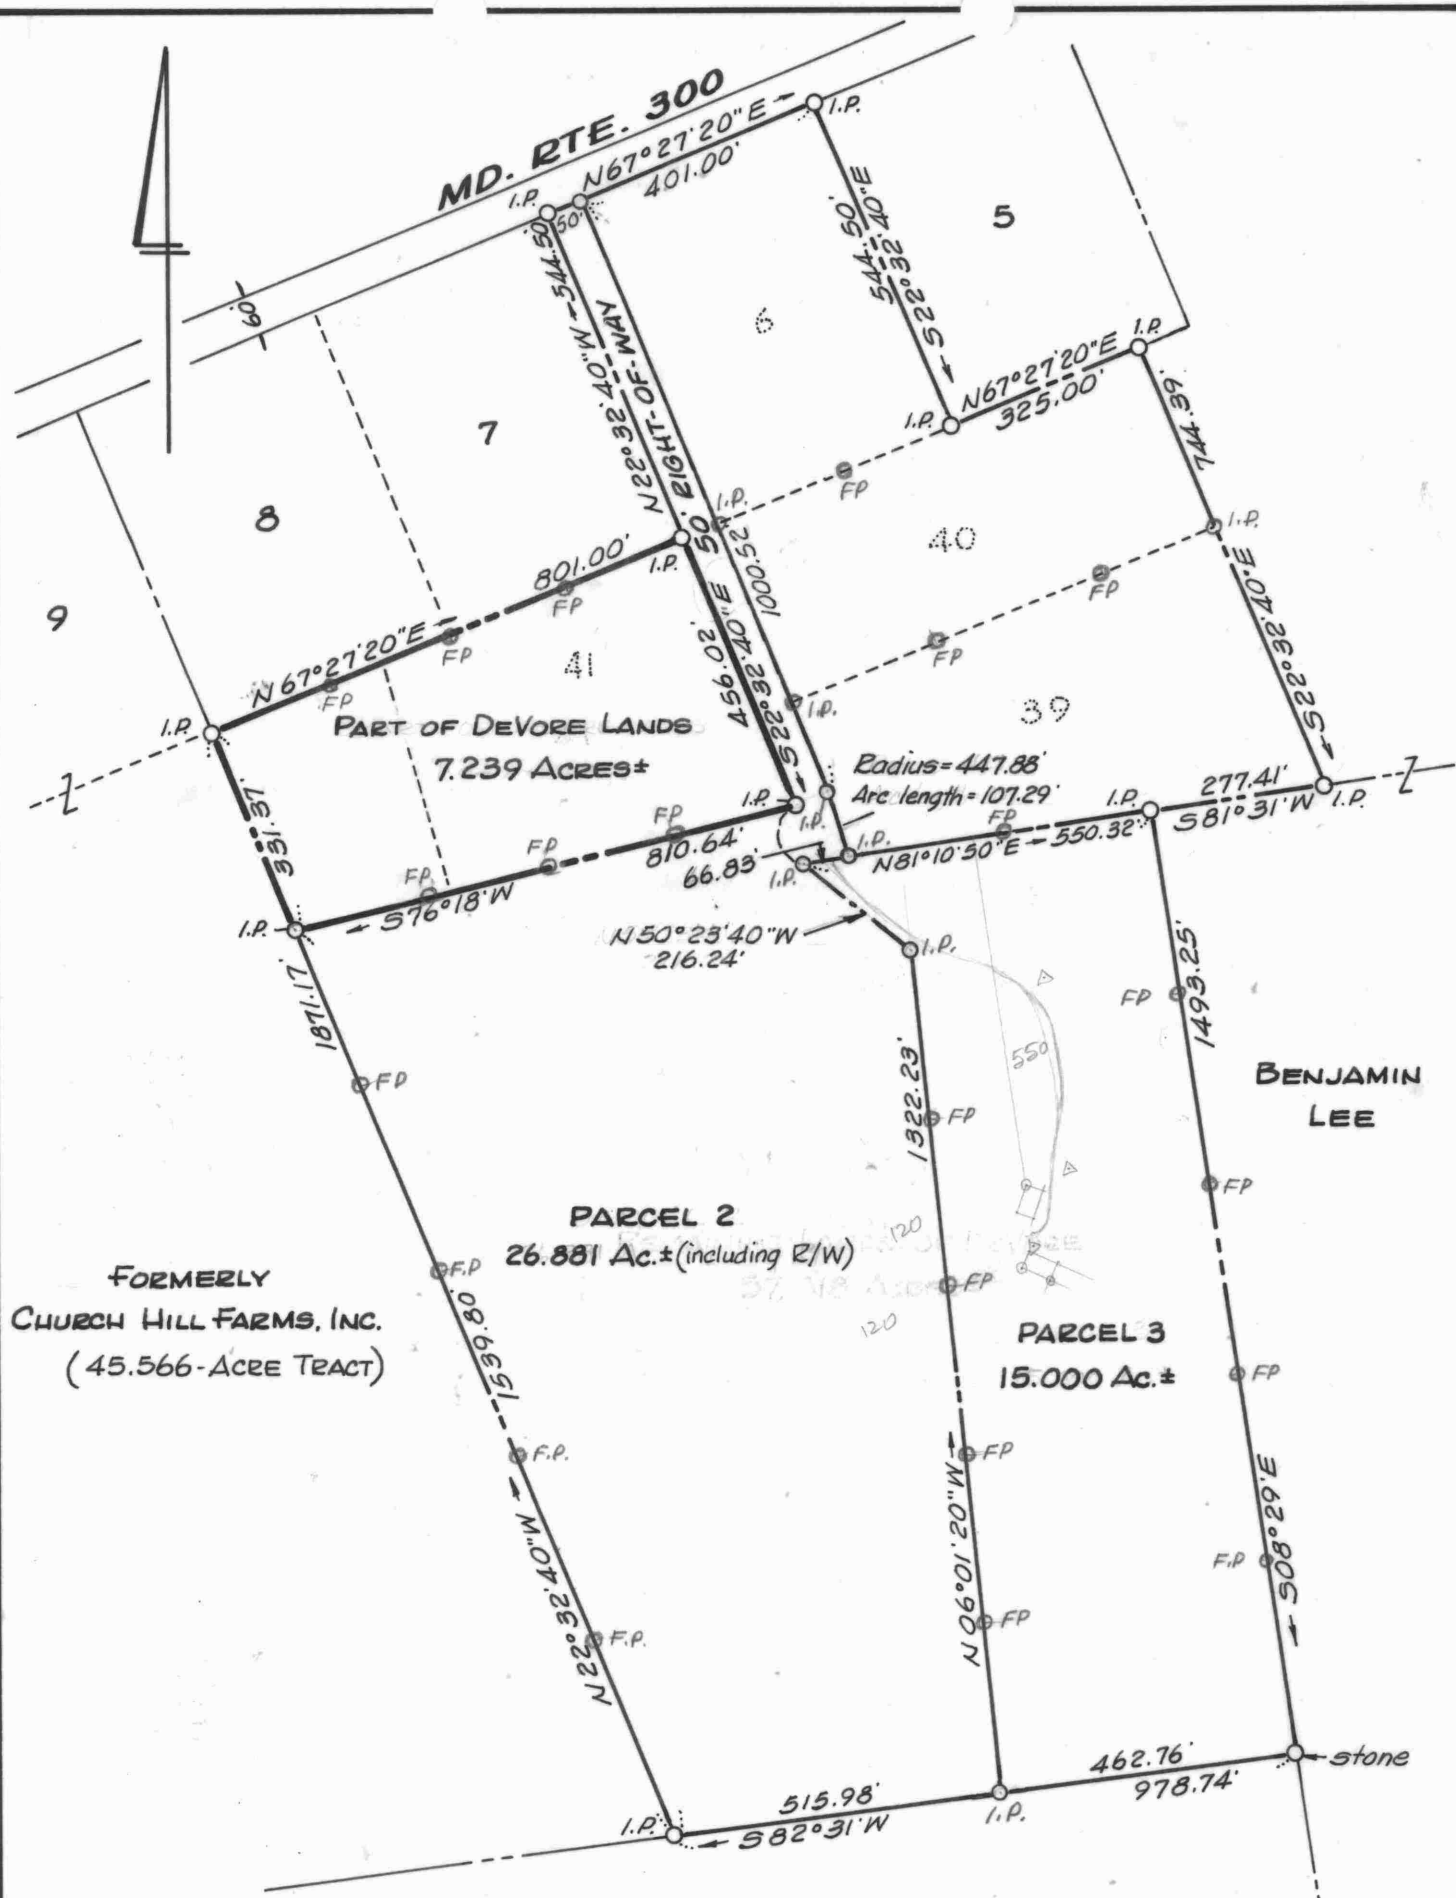 MD. RTE. 300
N67°27'20"E
401.00'
I.P.
I.P.
50'
60'
544.50'
S22°32'40"E
5
6
7
8
9
544.50'
N22°32'40"W
50' RIGHT-OF-WAY
N67°27'20"E
325.00'
I.P.
I.P.
744.39'
I.P.
FP
40
I.P.
801.00'
N67°27'20"E
I.P.
FP
FP
FP
I.P.
41
456.02'
S22°32'40"E
1000.52
FP
FP
I.P.
39
S22°32'40"E
PART OF DEVORE LANDS
7.239 ACRES±
Radius=447.88'
Arc length=107.29'
331.37'
I.P.
I.P.
FP
FP
FP
810.64'
S76°18'W
I.P.
66.83'
I.P.
I.P.
FP
N81°10'50"E
550.32'
I.P.
277.41'
S81°31'W
I.P.
N50°23'40"W
216.24'
I.P.
1871.17'
FP
F.P
1539.80'
F.P.
F.P.
N22°32'40"W
550
1322.23'
FP
FP
FP
FP
N06°01'20"W
1493.25'
FP
FP
FP
F.P
S08°29'E
BENJAMIN
LEE
PARCEL 2
26.881 Ac.±(including R/W)
120
120
FORMERLY
CHURCH HILL FARMS, INC.
(45.566-ACRE TRACT)
PARCEL 3
15.000 Ac.±
462.76'
978.74'
stone
515.98'
S82°31'W
I.P.
I.P.